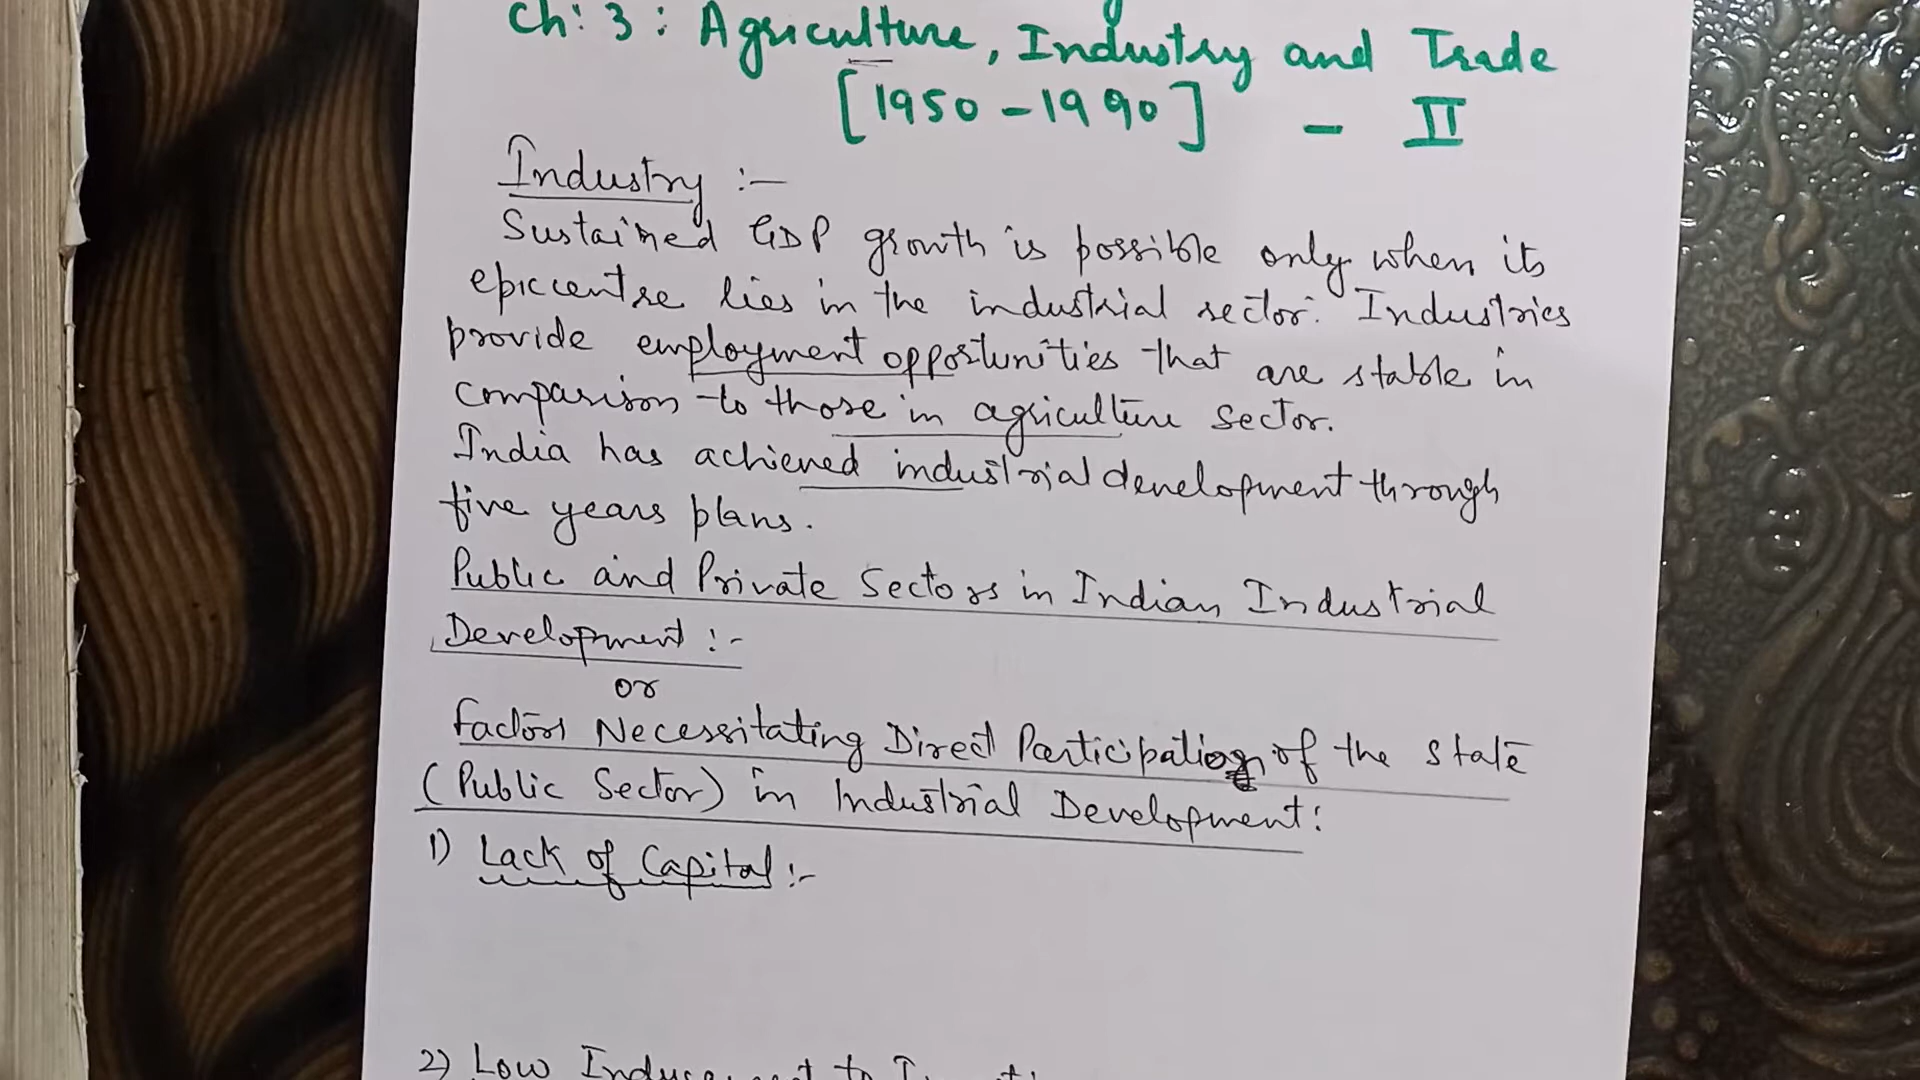 Ch: 3: Agriculture, Industry and Trade
[1950-1990] - II
Industry :-
Sustained GDP growth is possible only when its
epiccentre lies in the industrial sector. Industries
provide employment opportunities that are stable in
comparison to those in agriculture sector.
India has achieved industrial development through
five years plans.
Public and Private Sectors in Indian Industrial
Development :-
or
Factors Necessitating Direct Participation of the state
(Public Sector) in Industrial Development:
1) Lack of Capital :-
2) Low Inducement to